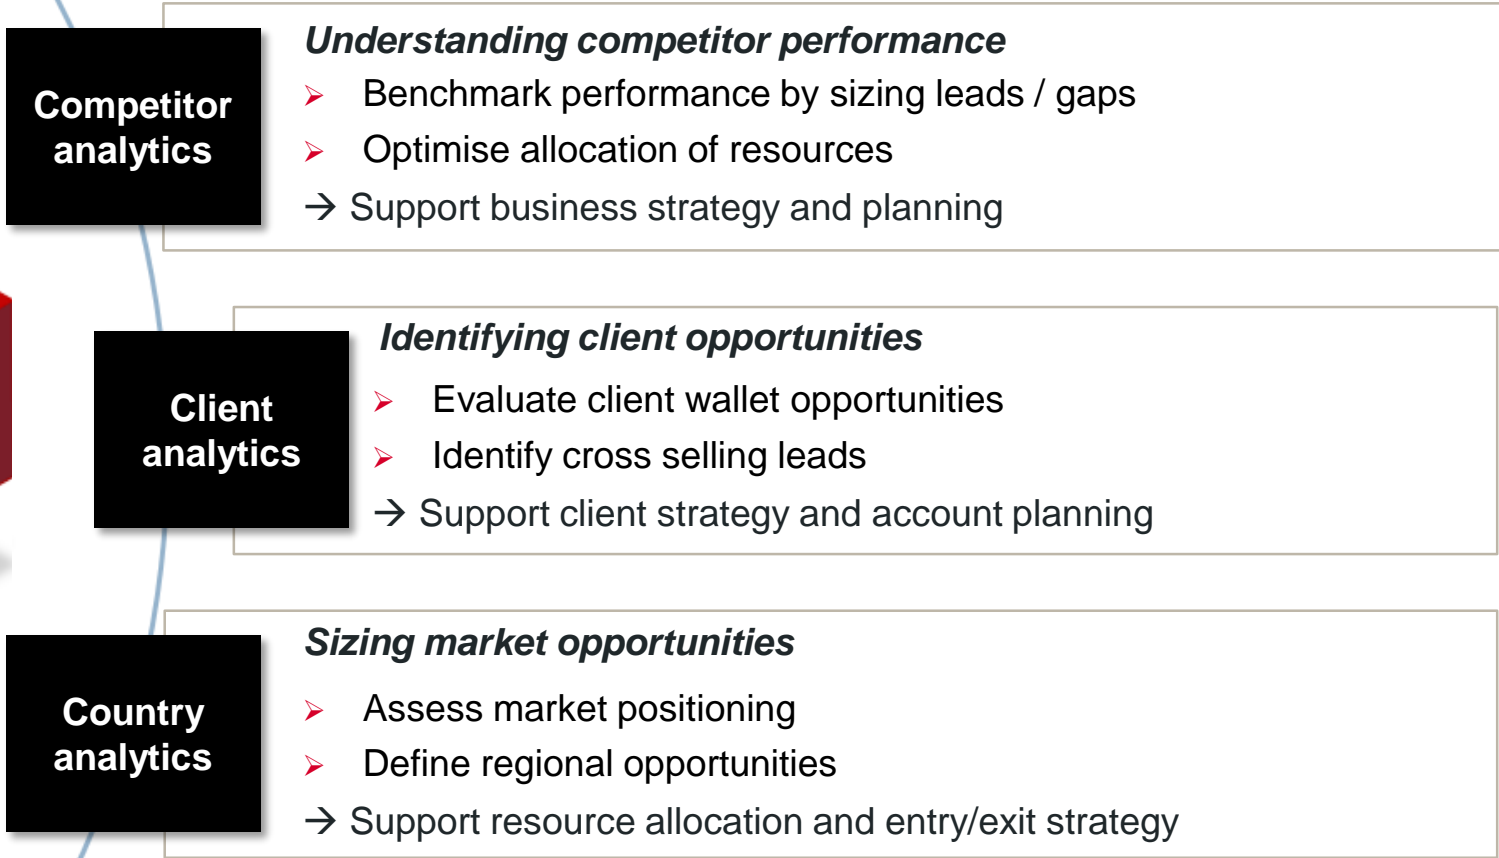 Competitor
analytics
Understanding competitor performance
➢ Benchmark performance by sizing leads / gaps
➢ Optimise allocation of resources
→ Support business strategy and planning
Client
analytics
Identifying client opportunities
➢ Evaluate client wallet opportunities
➢ Identify cross selling leads
→ Support client strategy and account planning
Country
analytics
Sizing market opportunities
➢ Assess market positioning
➢ Define regional opportunities
→ Support resource allocation and entry/exit strategy